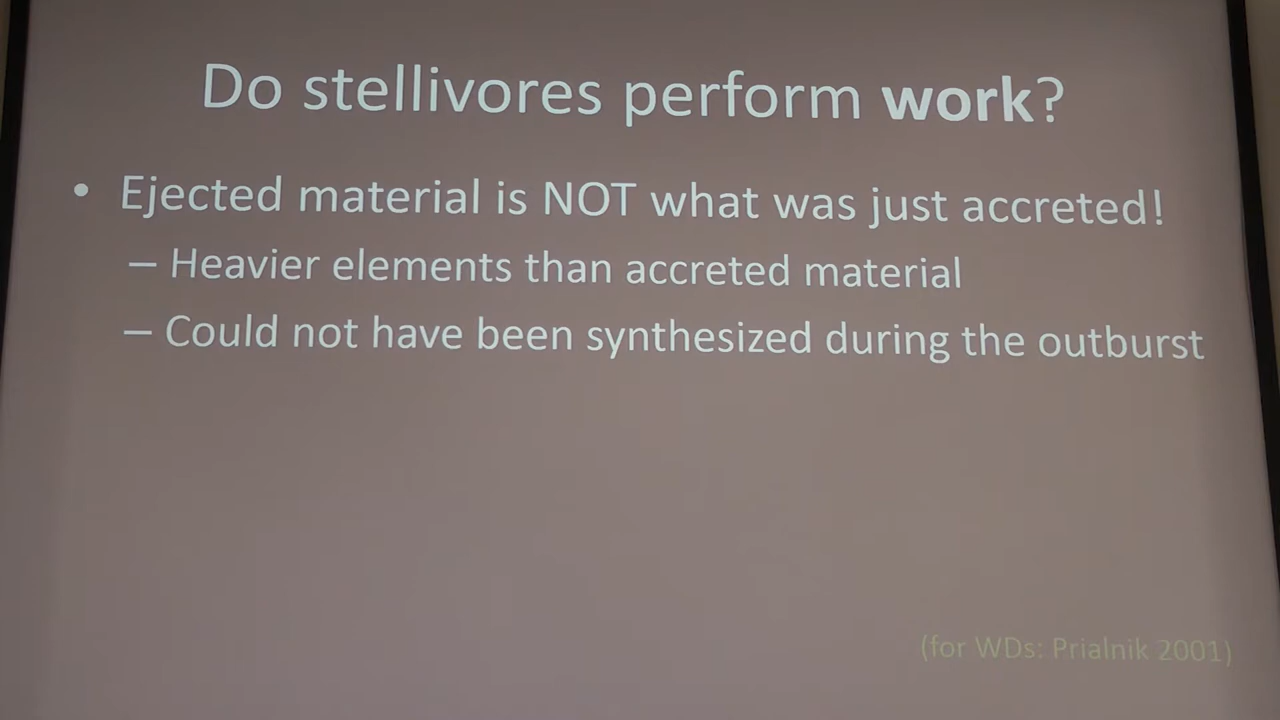 Do stellivores perform work?
• Ejected material is NOT what was just accreted!
– Heavier elements than accreted material
– Could not have been synthesized during the outburst
(for WDs: Prialnik 2001)